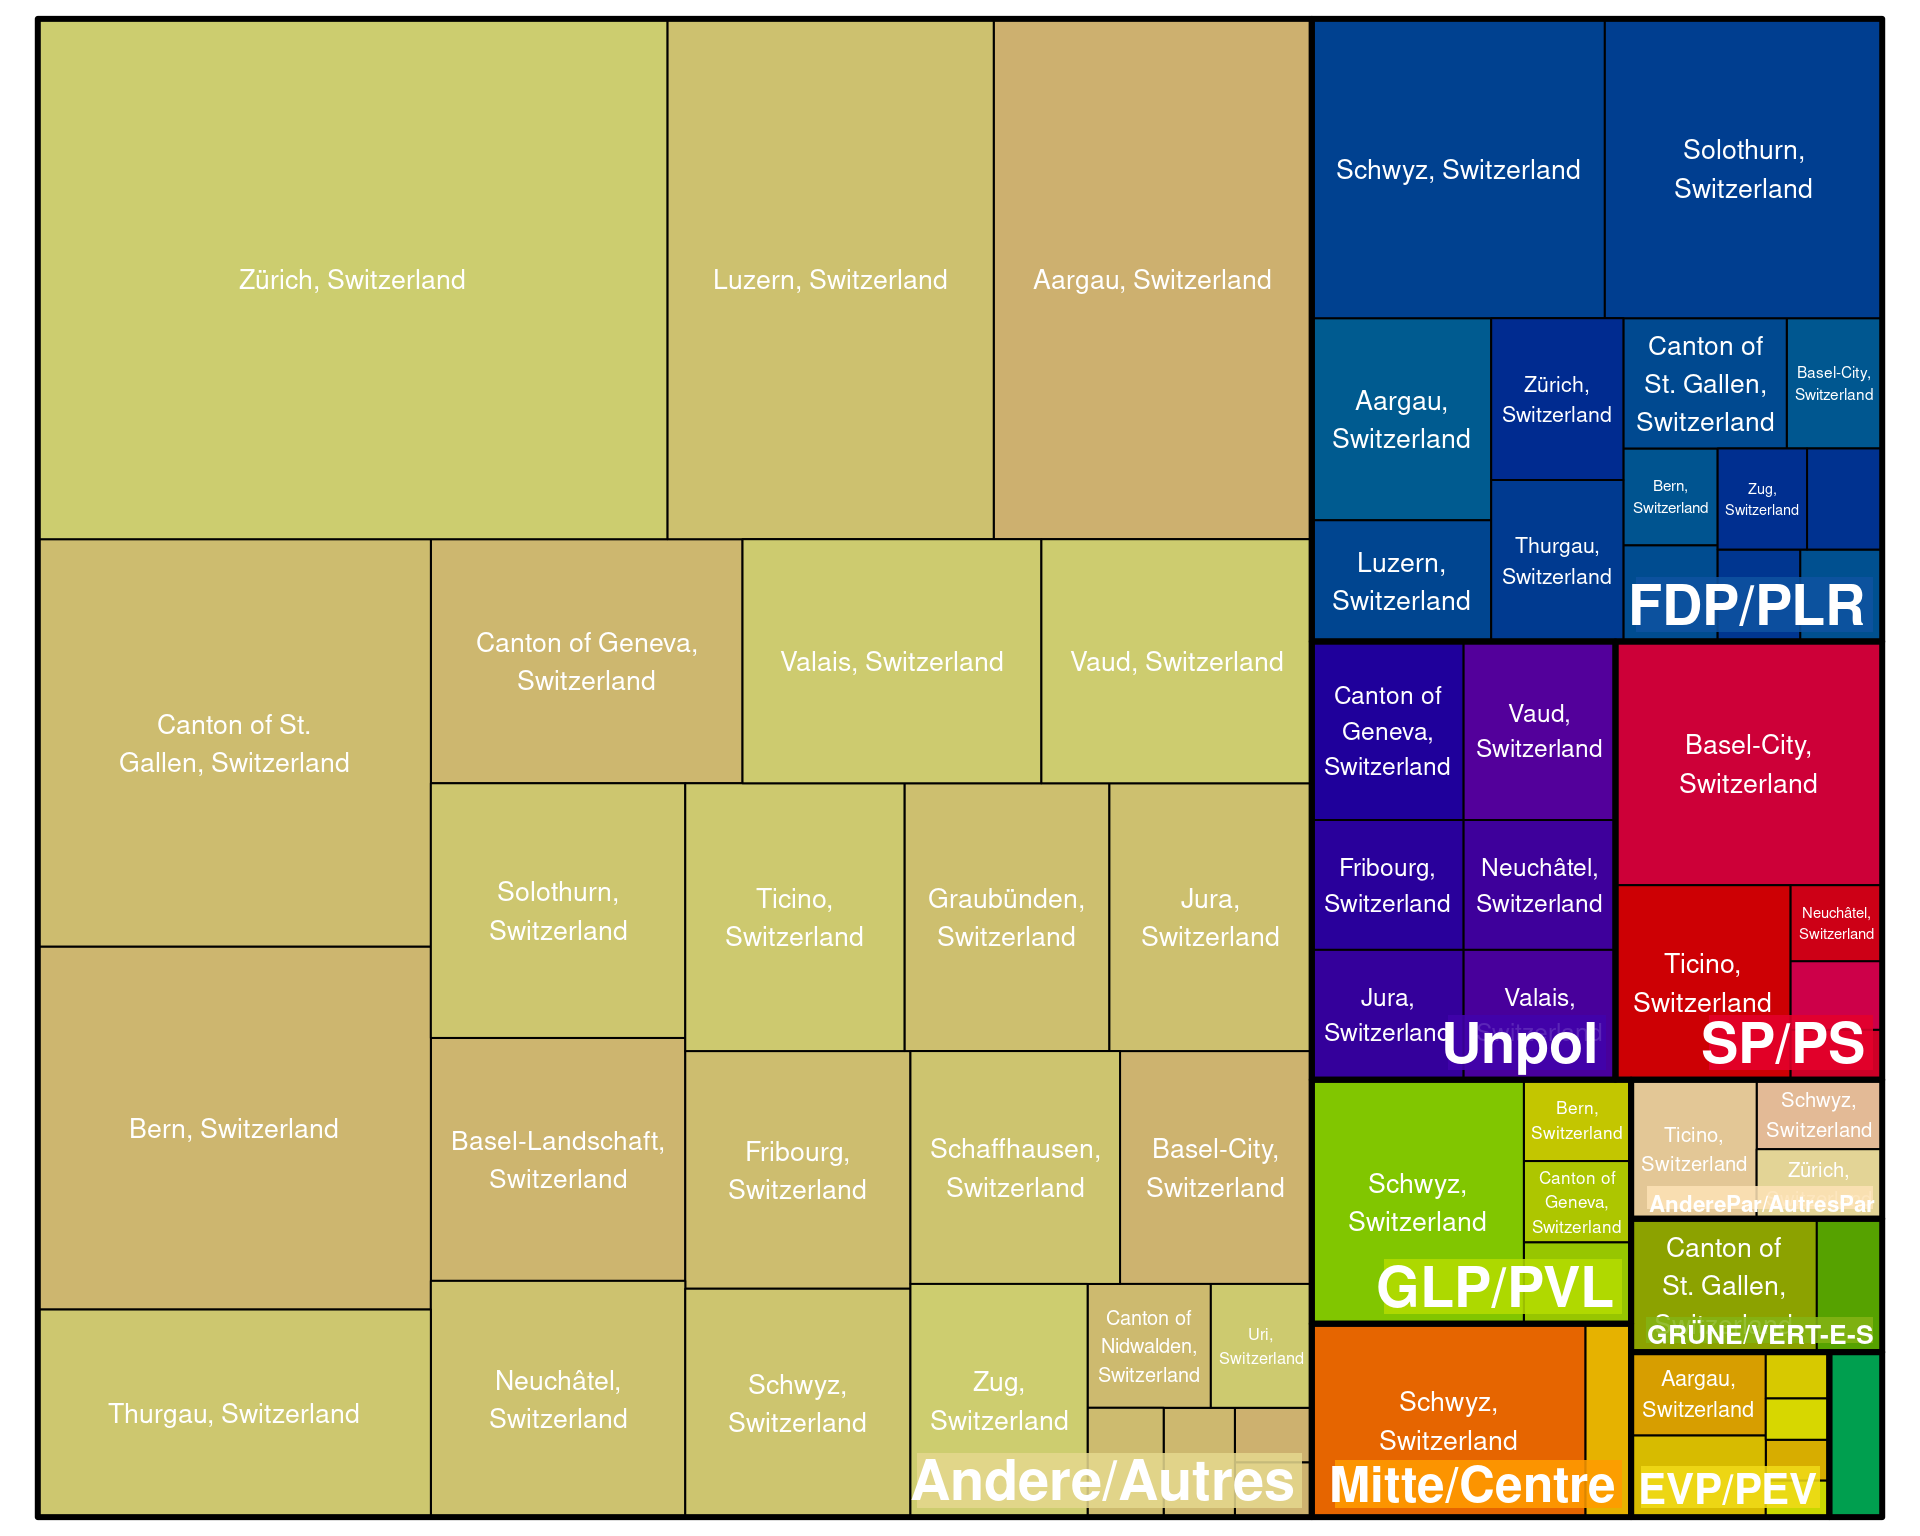 Zürich, Switzerland
Luzern, Switzerland
Aargau, Switzerland
Canton of St.
Gallen, Switzerland
Canton of Geneva,
Switzerland
Valais, Switzerland
Vaud, Switzerland
Solothurn,
Switzerland
Ticino,
Switzerland
Graubünden,
Switzerland
Jura,
Switzerland
Bern, Switzerland
Basel-Landschaft,
Switzerland
Fribourg,
Switzerland
Schaffhausen,
Switzerland
Basel-City,
Switzerland
Thurgau, Switzerland
Neuchâtel,
Switzerland
Schwyz,
Switzerland
Zug,
Switzerland
Canton of
Nidwalden,
Switzerland
Uri,
Switzerland
Andere/Autres
Schwyz, Switzerland
Solothurn,
Switzerland
Aargau,
Switzerland
Zürich,
Switzerland
Canton of
St. Gallen,
Switzerland
Basel-City,
Switzerland
Luzern,
Switzerland
Thurgau,
Switzerland
Bern,
Switzerland
Zug,
Switzerland
FDP/PLR
Canton of
Geneva,
Switzerland
Vaud,
Switzerland
Fribourg,
Switzerland
Neuchâtel,
Switzerland
Jura,
Switzerland
Valais,
Switzerland
Unpol
Basel-City,
Switzerland
Ticino,
Switzerland
Neuchâtel,
Switzerland
SP/PS
Schwyz,
Switzerland
Bern,
Switzerland
Canton of
Geneva,
Switzerland
GLP/PVL
Ticino,
Switzerland
Schwyz,
Switzerland
Zürich,
AnderePar/AutresPar
Canton of
St. Gallen,
Switzerland
GRÜNE/VERT-E-S
Schwyz,
Switzerland
Mitte/Centre
Aargau,
Switzerland
EVP/PEV